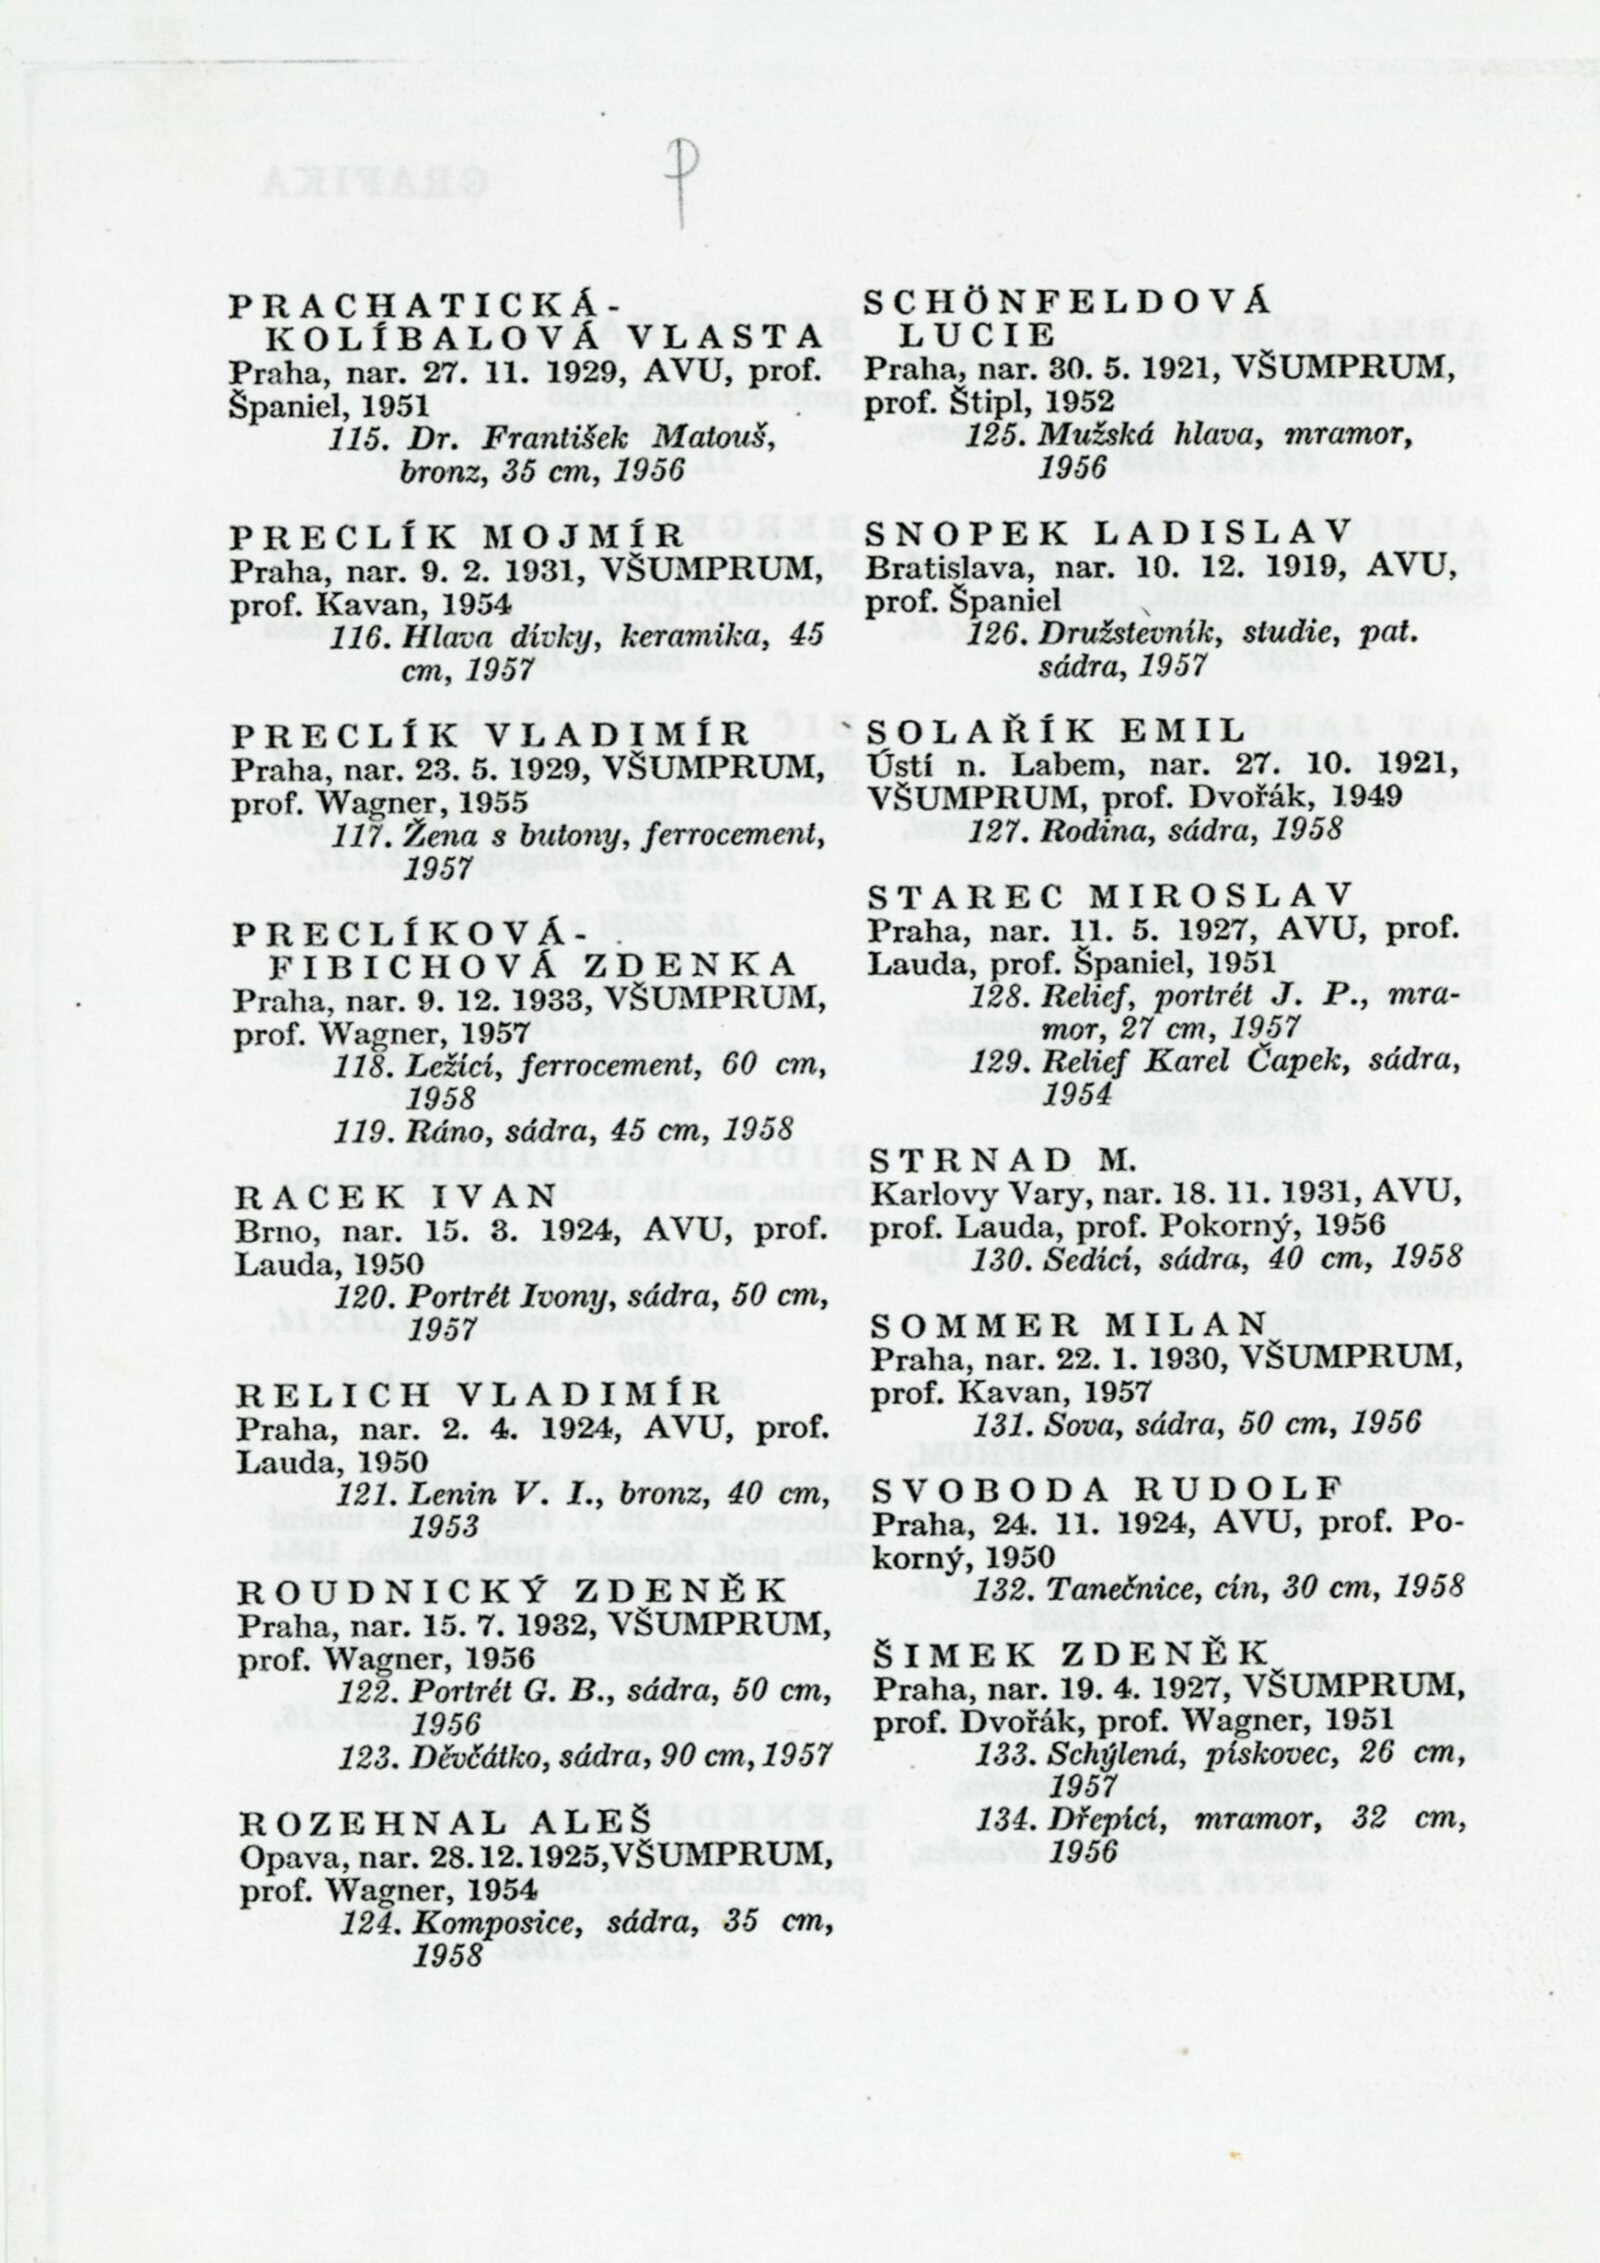 P
PRACHATICKÁ-
KOLÍBALOVÁ VLASTA
Praha, nar. 27. 11. 1929, AVU, prof.
Španiel, 1951
115. Dr. František Matouš,
bronz, 35 cm, 1956
PRECLÍK MOJMÍR
Praha, nar. 9. 2. 1931, VŠUMPRUM,
prof. Kavan, 1954
116. Hlava dívky, keramika, 45
cm, 1957
PRECLÍK VLADIMÍR
Praha, nar. 23. 5. 1929, VŠUMPRUM,
prof. Wagner, 1955
117. Žena s butony, ferrocement,
1957
PRECLÍKOVÁ-
FIBICHOVÁ ZDENKA
Praha, nar. 9. 12. 1933, VŠUMPRUM,
prof. Wagner, 1957
118. Ležící, ferrocement, 60 cm,
1958
119. Ráno, sádra, 45 cm, 1958
RACEK IVAN
Brno, nar. 15. 3. 1924, AVU, prof.
Lauda, 1950
120. Portrét Ivony, sádra, 50 cm,
1957
RELICH VLADIMÍR
Praha, nar. 2. 4. 1924, AVU, prof.
Lauda, 1950
121. Lenin V. I., bronz, 40 cm,
1953
ROUDNICKÝ ZDENĚK
Praha, nar. 15. 7. 1932, VŠUMPRUM,
prof. Wagner, 1956
122. Portrét G. B., sádra, 50 cm,
1956
123. Děvčátko, sádra, 90 cm, 1957
ROZEHNAL ALEŠ
Opava, nar. 28. 12. 1925, VŠUMPRUM,
prof. Wagner, 1954
124. Komposice, sádra, 35 cm,
1958
SCHÖNFELDOVÁ
LUCIE
Praha, nar. 30. 5. 1921, VŠUMPRUM,
prof. Štipl, 1952
125. Mužská hlava, mramor,
1956
SNOPEK LADISLAV
Bratislava, nar. 10. 12. 1919, AVU,
prof. Španiel
126. Družstevník, studie, pat.
sádra, 1957
SOLAŘÍK EMIL
Ústí n. Labem, nar. 27. 10. 1921,
VŠUMPRUM, prof. Dvořák, 1949
127. Rodina, sádra, 1958
STAREC MIROSLAV
Praha, nar. 11. 5. 1927, AVU, prof.
Lauda, prof. Španiel, 1951
128. Relief, portrét J. P., mra-
mor, 27 cm, 1957
129. Relief Karel Čapek, sádra,
1954
STRNAD M.
Karlovy Vary, nar. 18. 11. 1931, AVU,
prof. Lauda, prof. Pokorný, 1956
130. Sedící, sádra, 40 cm, 1958
SOMMER MILAN
Praha, nar. 22. 1. 1930, VŠUMPRUM,
prof. Kavan, 1957
131. Sova, sádra, 50 cm, 1956
SVOBODA RUDOLF
Praha, 24. 11. 1924, AVU, prof. Po-
korný, 1950
132. Tanečnice, cín, 30 cm, 1958
ŠIMEK ZDENĚK
Praha, nar. 19. 4. 1927, VŠUMPRUM,
prof. Dvořák, prof. Wagner, 1951
133. Schýlená, pískovec, 26 cm,
1957
134. Dřepící, mramor, 32 cm,
1956